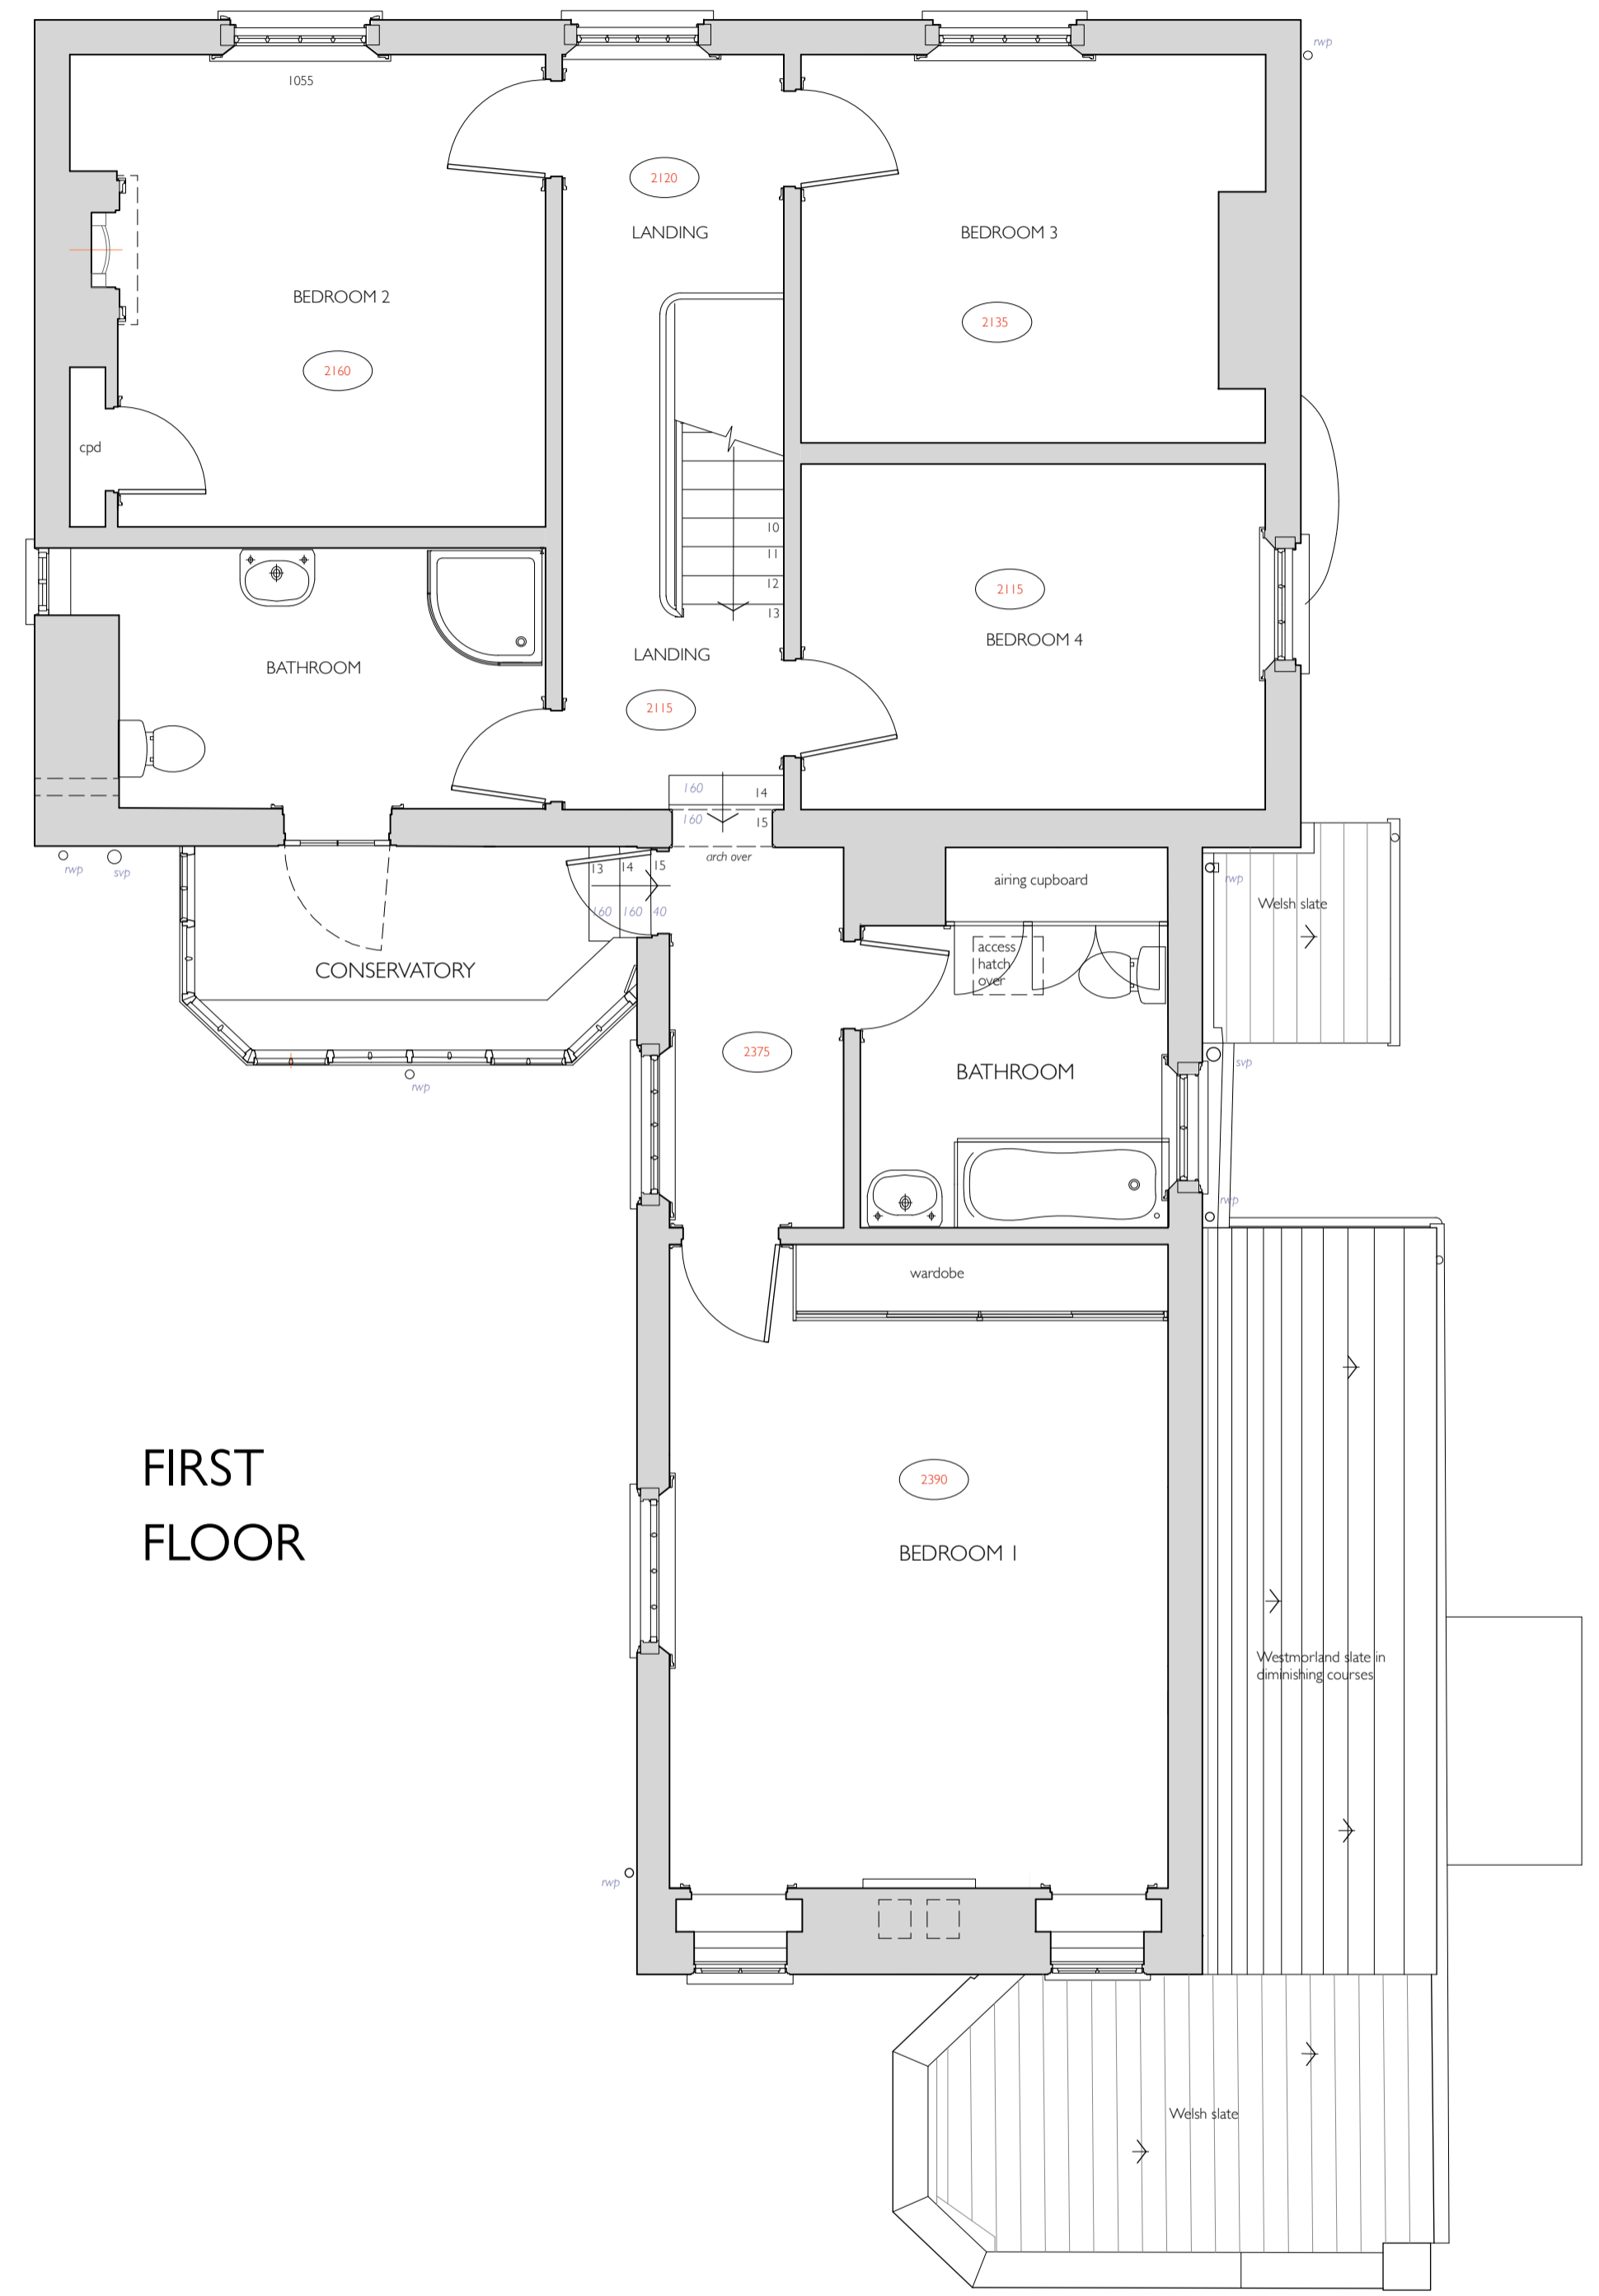 rwp
1055
2120
LANDING
BEDROOM 3
BEDROOM 2
2135
2160
cpd
10
11
12
13
2115
BEDROOM 4
LANDING
BATHROOM
2115
160
14
160
15
arch over
rwp
svp
13
14
15
160
160
40
airing cupboard
rwp
Welsh slate
access
hatch
over
CONSERVATORY
2375
BATHROOM
svp
rwp
rwp
wardobe
FIRST
FLOOR
2390
BEDROOM 1
Westmorland slate in
diminishing courses
rwp
Welsh slate